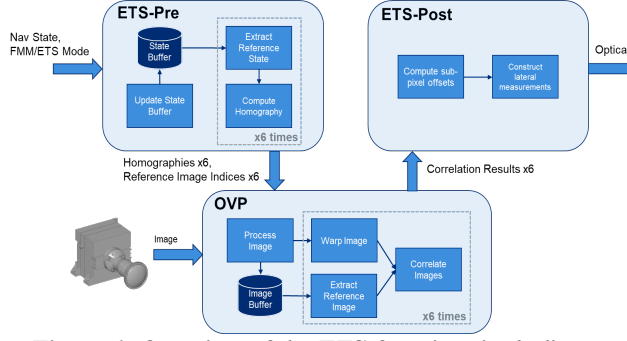 ETS-Pre
Nav State,
FMM/ETS Mode
State
Buffer
Extract
Reference
State
Update State
Buffer
Compute
Homography
x6 times
ETS-Post
Compute sub-
pixel offsets
Construct
lateral
measurements
Optica
Homographies x6,
Reference Image Indices x6
Correlation Results x6
OVP
Image
Process
Image
Warp Image
Correlate
Images
Image
Buffer
Extract
Reference
Image
x6 times